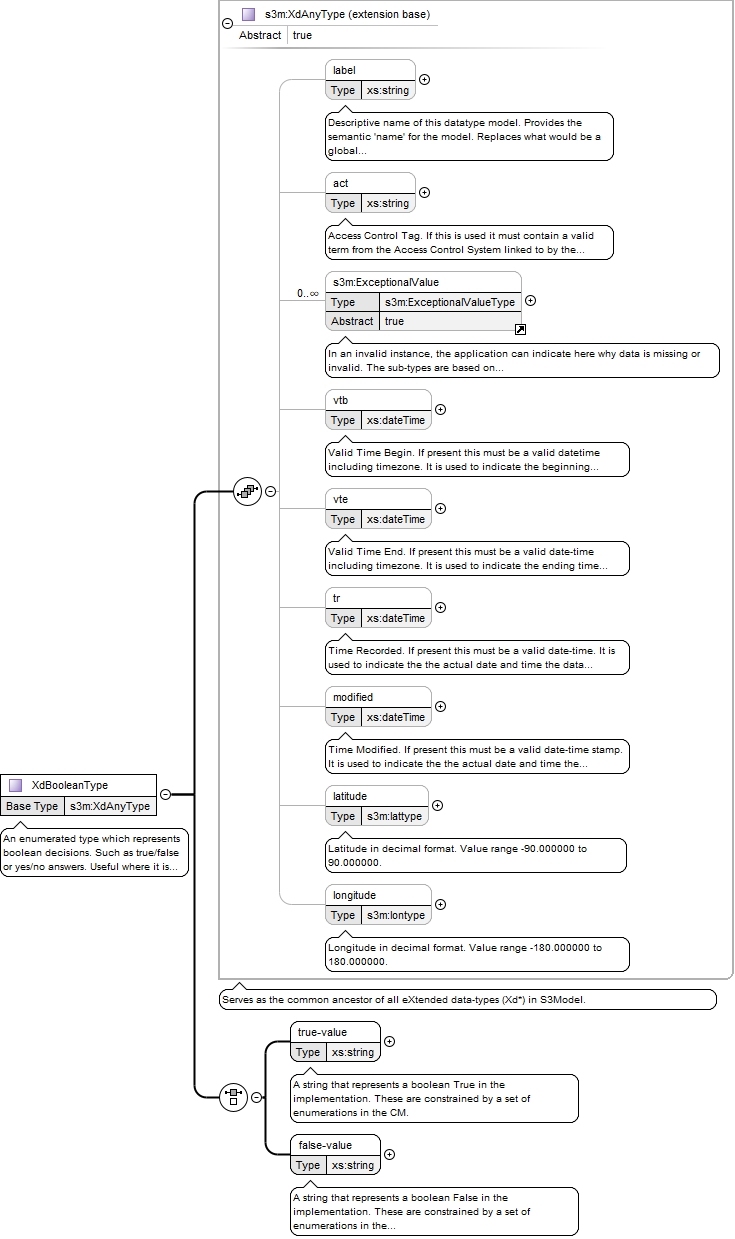 s3m:XdAnyType (extension base)
Abstract true
label
Type xs:string
Descriptive name of this datatype model. Provides the
semantic 'name' for the model. Replaces what would be a
global...
act
Type xs:string
Access Control Tag. If this is used it must contain a valid
term from the Access Control System linked to by the...
0..∞
s3m:ExceptionalValue
Type s3m:ExceptionalValueType
Abstract true
In an invalid instance, the application can indicate here why data is missing or
invalid. The sub-types are based on...
vtb
Type xs:dateTime
Valid Time Begin. If present this must be a valid datetime
including timezone. It is used to indicate the beginning...
vte
Type xs:dateTime
Valid Time End. If present this must be a valid date-time
including timezone. It is used to indicate the ending time...
tr
Type xs:dateTime
Time Recorded. If present this must be a valid date-time. It is
used to indicate the the actual date and time the data...
modified
Type xs:dateTime
Time Modified. If present this must be a valid date-time stamp.
It is used to indicate the the actual date and time the...
XdBooleanType
Base Type s3m:XdAnyType
An enumerated type which represents
boolean decisions. Such as true/false
or yes/no answers. Useful where it is...
latitude
Type s3m:lattype
Latitude in decimal format. Value range -90.000000 to
90.000000.
longitude
Type s3m:lontype
Longitude in decimal format. Value range -180.000000 to
180.000000.
Serves as the common ancestor of all eXtended data-types (Xd*) in S3Model.
true-value
Type xs:string
A string that represents a boolean True in the
implementation. These are constrained by a set of
enumerations in the CM.
false-value
Type xs:string
A string that represents a boolean False in the
implementation. These are constrained by a set of
enumerations in the...